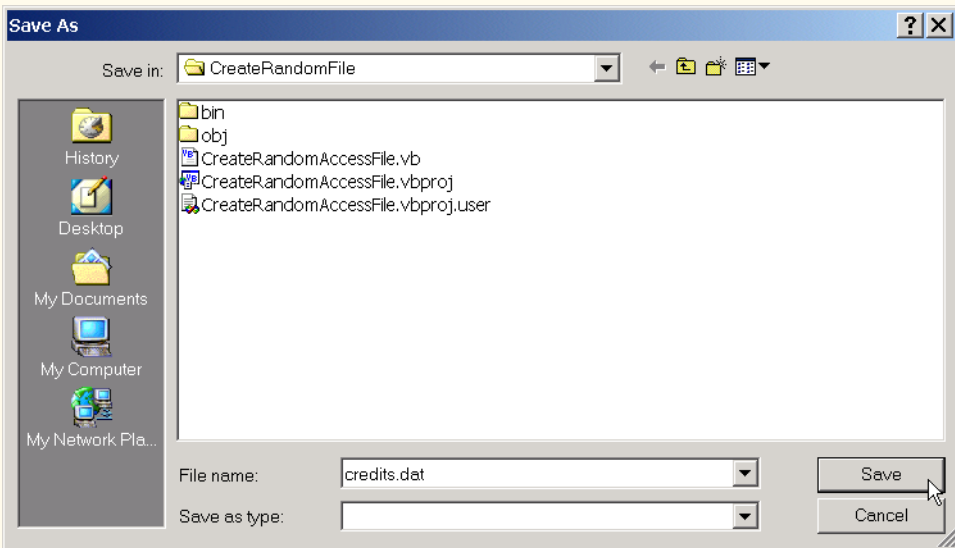 Save As
Save in: CreateRandomFile
History
Desktop
My Documents
My Computer
My Network Pla...
bin
obj
CreateRandomAccessFile.vb
CreateRandomAccessFile.vbproj
CreateRandomAccessFile.vbproj.user
File name: credits.dat Save
Save as type: Cancel